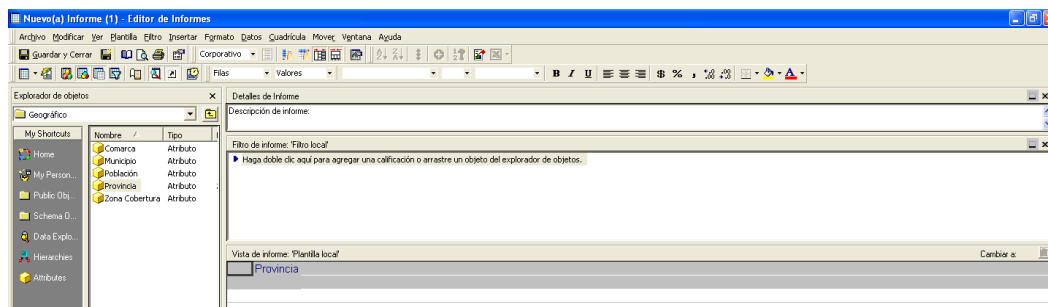 Nuevo(a) Informe (1) - Editor de Informes
Archivo Modificar Ver Plantilla Filtro Insertar Formato Datos Cuadrícula Mover Ventana Ayuda
Guardar y Cerrar Corporativo
Filas Valores B I U $ % ,
Explorador de objetos
Geográfico
My Shortcuts
Home
My Person...
Public Obj...
Schema O...
Data Explo...
Hierarchies
Attributes
Nombre Tipo
Comarca Atributo
Municipio Atributo
Población Atributo
Provincia Atributo
Zona Cobertura Atributo
Detalles de Informe
Descripción de informe:
Filtro de informe: 'Filtro local'
Haga doble clic aquí para agregar una calificación o arrastre un objeto del explorador de objetos.
Vista de informe: 'Plantilla local'
Cambiar a:
Provincia